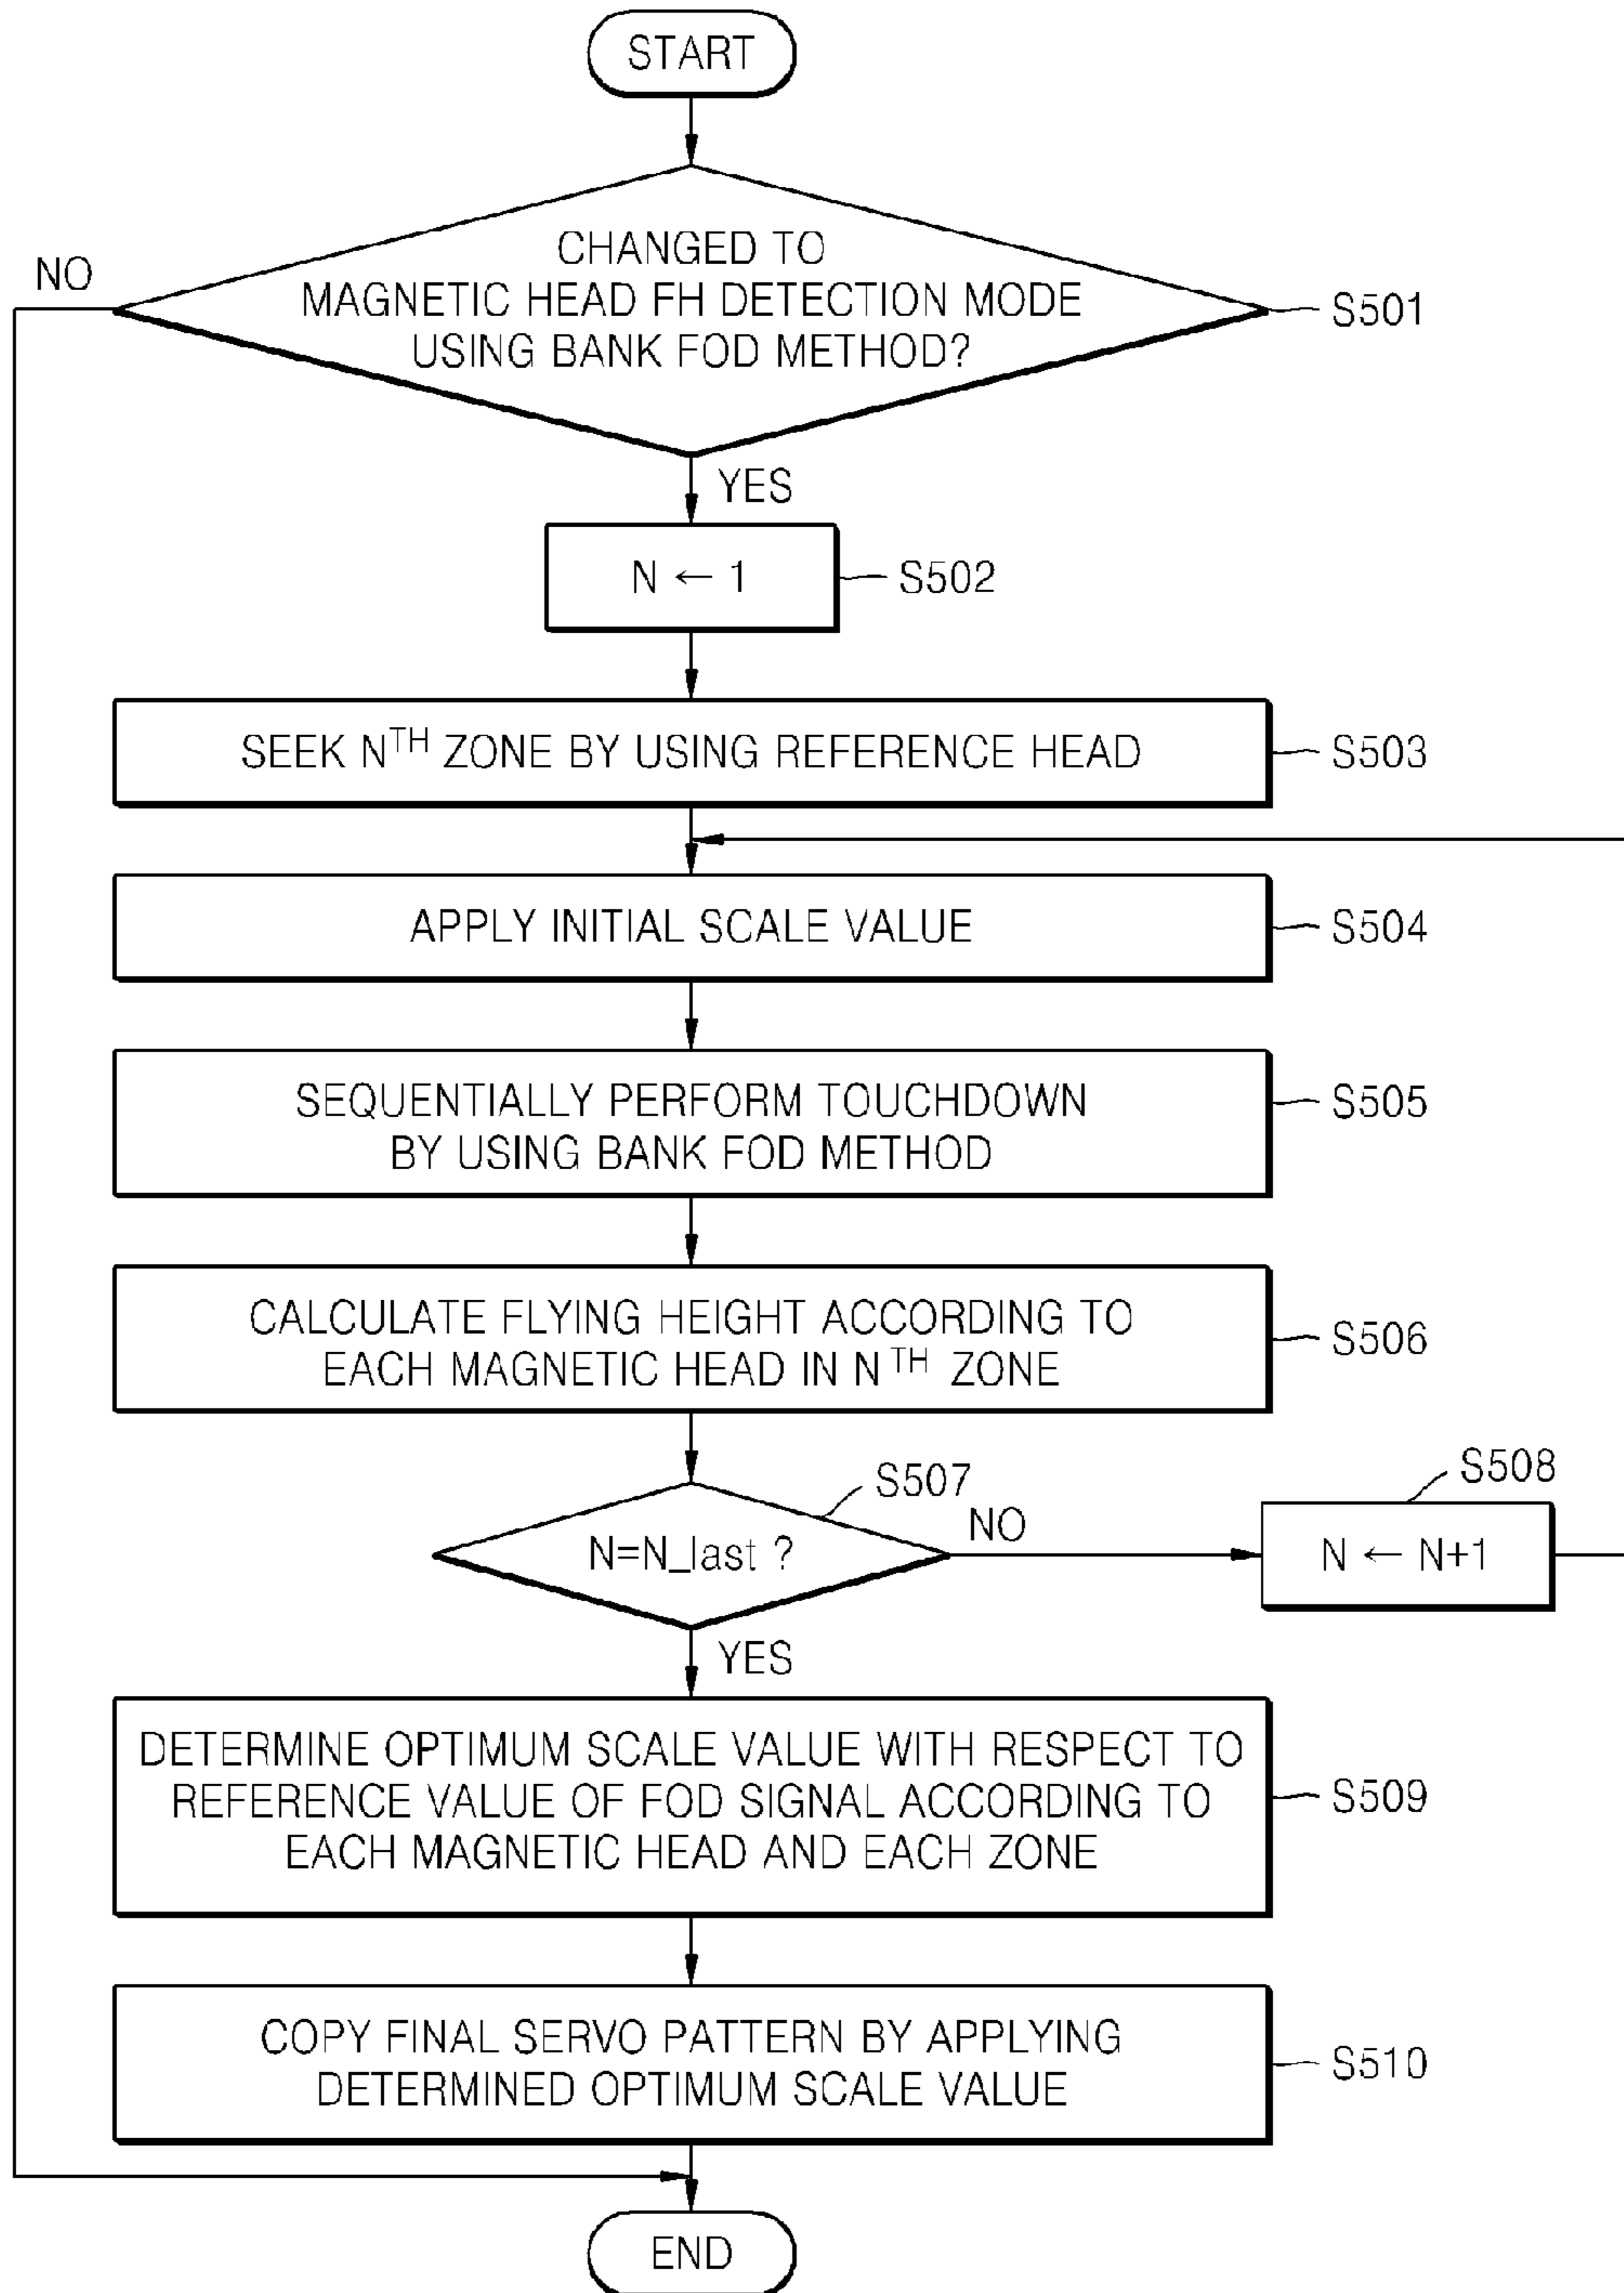 START
CHANGED TO
MAGNETIC HEAD FH DETECTION MODE
USING BANK FOD METHOD?
NO
S501
YES
N ← 1
S502
SEEK NTH ZONE BY USING REFERENCE HEAD
S503
APPLY INITIAL SCALE VALUE
S504
SEQUENTIALLY PERFORM TOUCHDOWN
BY USING BANK FOD METHOD
S505
CALCULATE FLYING HEIGHT ACCORDING TO
EACH MAGNETIC HEAD IN NTH ZONE
S506
N=N_last ?
S507
NO
N ← N+1
S508
YES
DETERMINE OPTIMUM SCALE VALUE WITH RESPECT TO
REFERENCE VALUE OF FOD SIGNAL ACCORDING TO
EACH MAGNETIC HEAD AND EACH ZONE
S509
COPY FINAL SERVO PATTERN BY APPLYING
DETERMINED OPTIMUM SCALE VALUE
S510
END